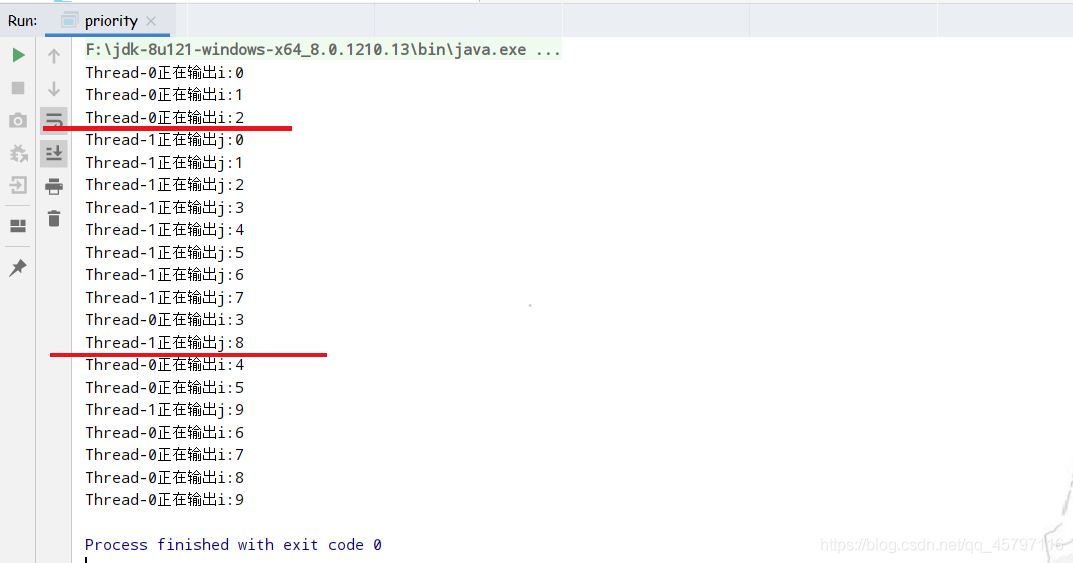 Run: priority
F:\jdk-8u121-windows-x64_8.0.1210.13\bin\java.exe ...
Thread-0正在输出i:0
Thread-0正在输出i:1
Thread-0正在输出i:2
Thread-1正在输出j:0
Thread-1正在输出j:1
Thread-1正在输出j:2
Thread-1正在输出j:3
Thread-1正在输出j:4
Thread-1正在输出j:5
Thread-1正在输出j:6
Thread-1正在输出j:7
Thread-0正在输出i:3
Thread-1正在输出j:8
Thread-0正在输出i:4
Thread-0正在输出i:5
Thread-1正在输出j:9
Thread-0正在输出i:6
Thread-0正在输出i:7
Thread-0正在输出i:8
Thread-0正在输出i:9
Process finished with exit code 0
https://blog.csdn.net/qq_45797116